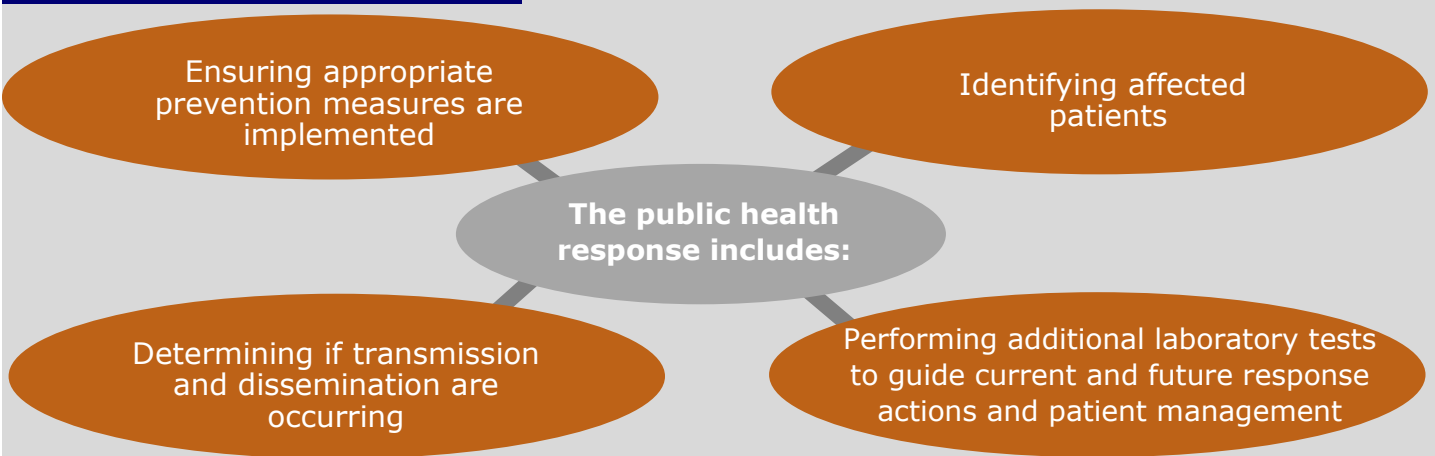 Ensuring appropriate
prevention measures are
implemented
Identifying affected
patients
The public health
response includes:
Determining if transmission
and dissemination are
occurring
Performing additional laboratory tests
to guide current and future response
actions and patient management